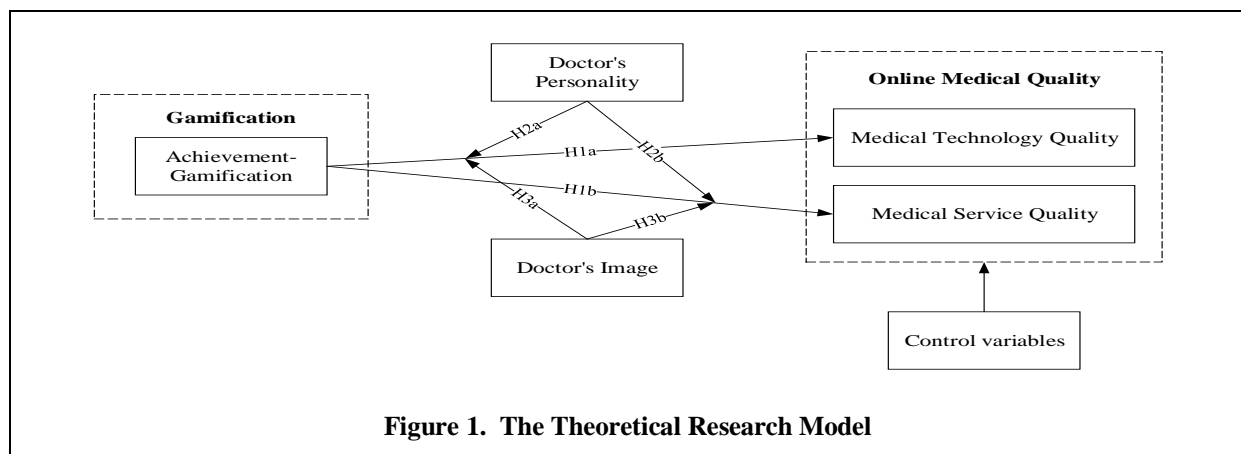 Doctor's
Personality
Online Medical Quality
Gamification
Achievement-
Gamification
H2a
H1a
H2b
Medical Technology Quality
H1b
H3a
H3b
Medical Service Quality
Doctor's Image
Control variables
Figure 1. The Theoretical Research Model